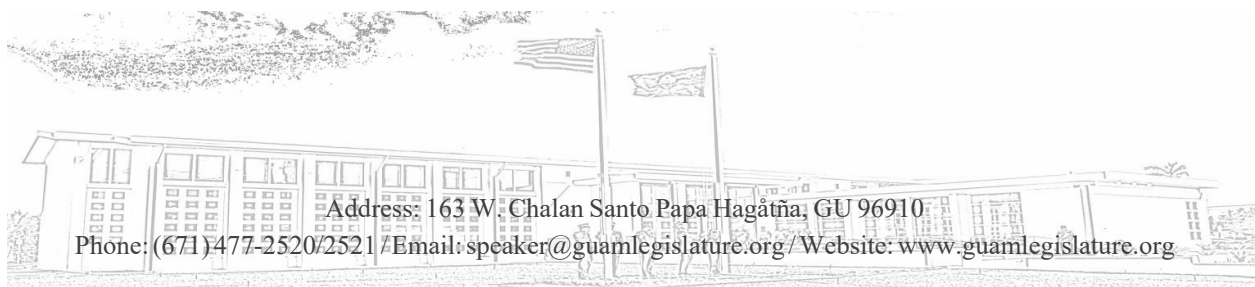 Address: 163 W. Chalan Santo Papa Hagåtña, GU 96910
Phone: (671) 477-2520/2521 / Email: speaker@guamlegislature.org / Website: www.guamlegislature.org